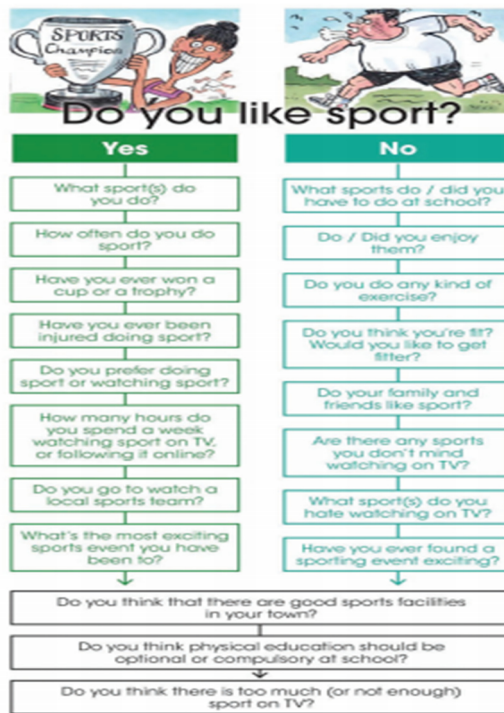 SPORTS
Champion
Do you like sport?
Yes
What sport(s) do
you do?
How often do you do
sport?
Have you ever won a
cup or a trophy?
Have you ever been
injured doing sport?
Do you prefer doing
sport or watching sport?
How many hours do
you spend a week
watching sport on TV,
or following it online?
Do you go to watch a
local sports team?
What's the most exciting
sports event you have
been to?
No
What sports do / did you
have to do at school?
Do / Did you enjoy
them?
Do you do any kind of
exercise?
Do you think you're fit?
Would you like to get
fitter?
Do your family and
friends like sport?
Are there any sports
you don't mind
watching on TV?
What sport(s) do you
hate watching on TV?
Have you ever found a
sporting event exciting?
Do you think that there are good sports facilities
in your town?
Do you think physical education should be
optional or compulsory at school?
Do you think there is too much (or not enough)
sport on TV?